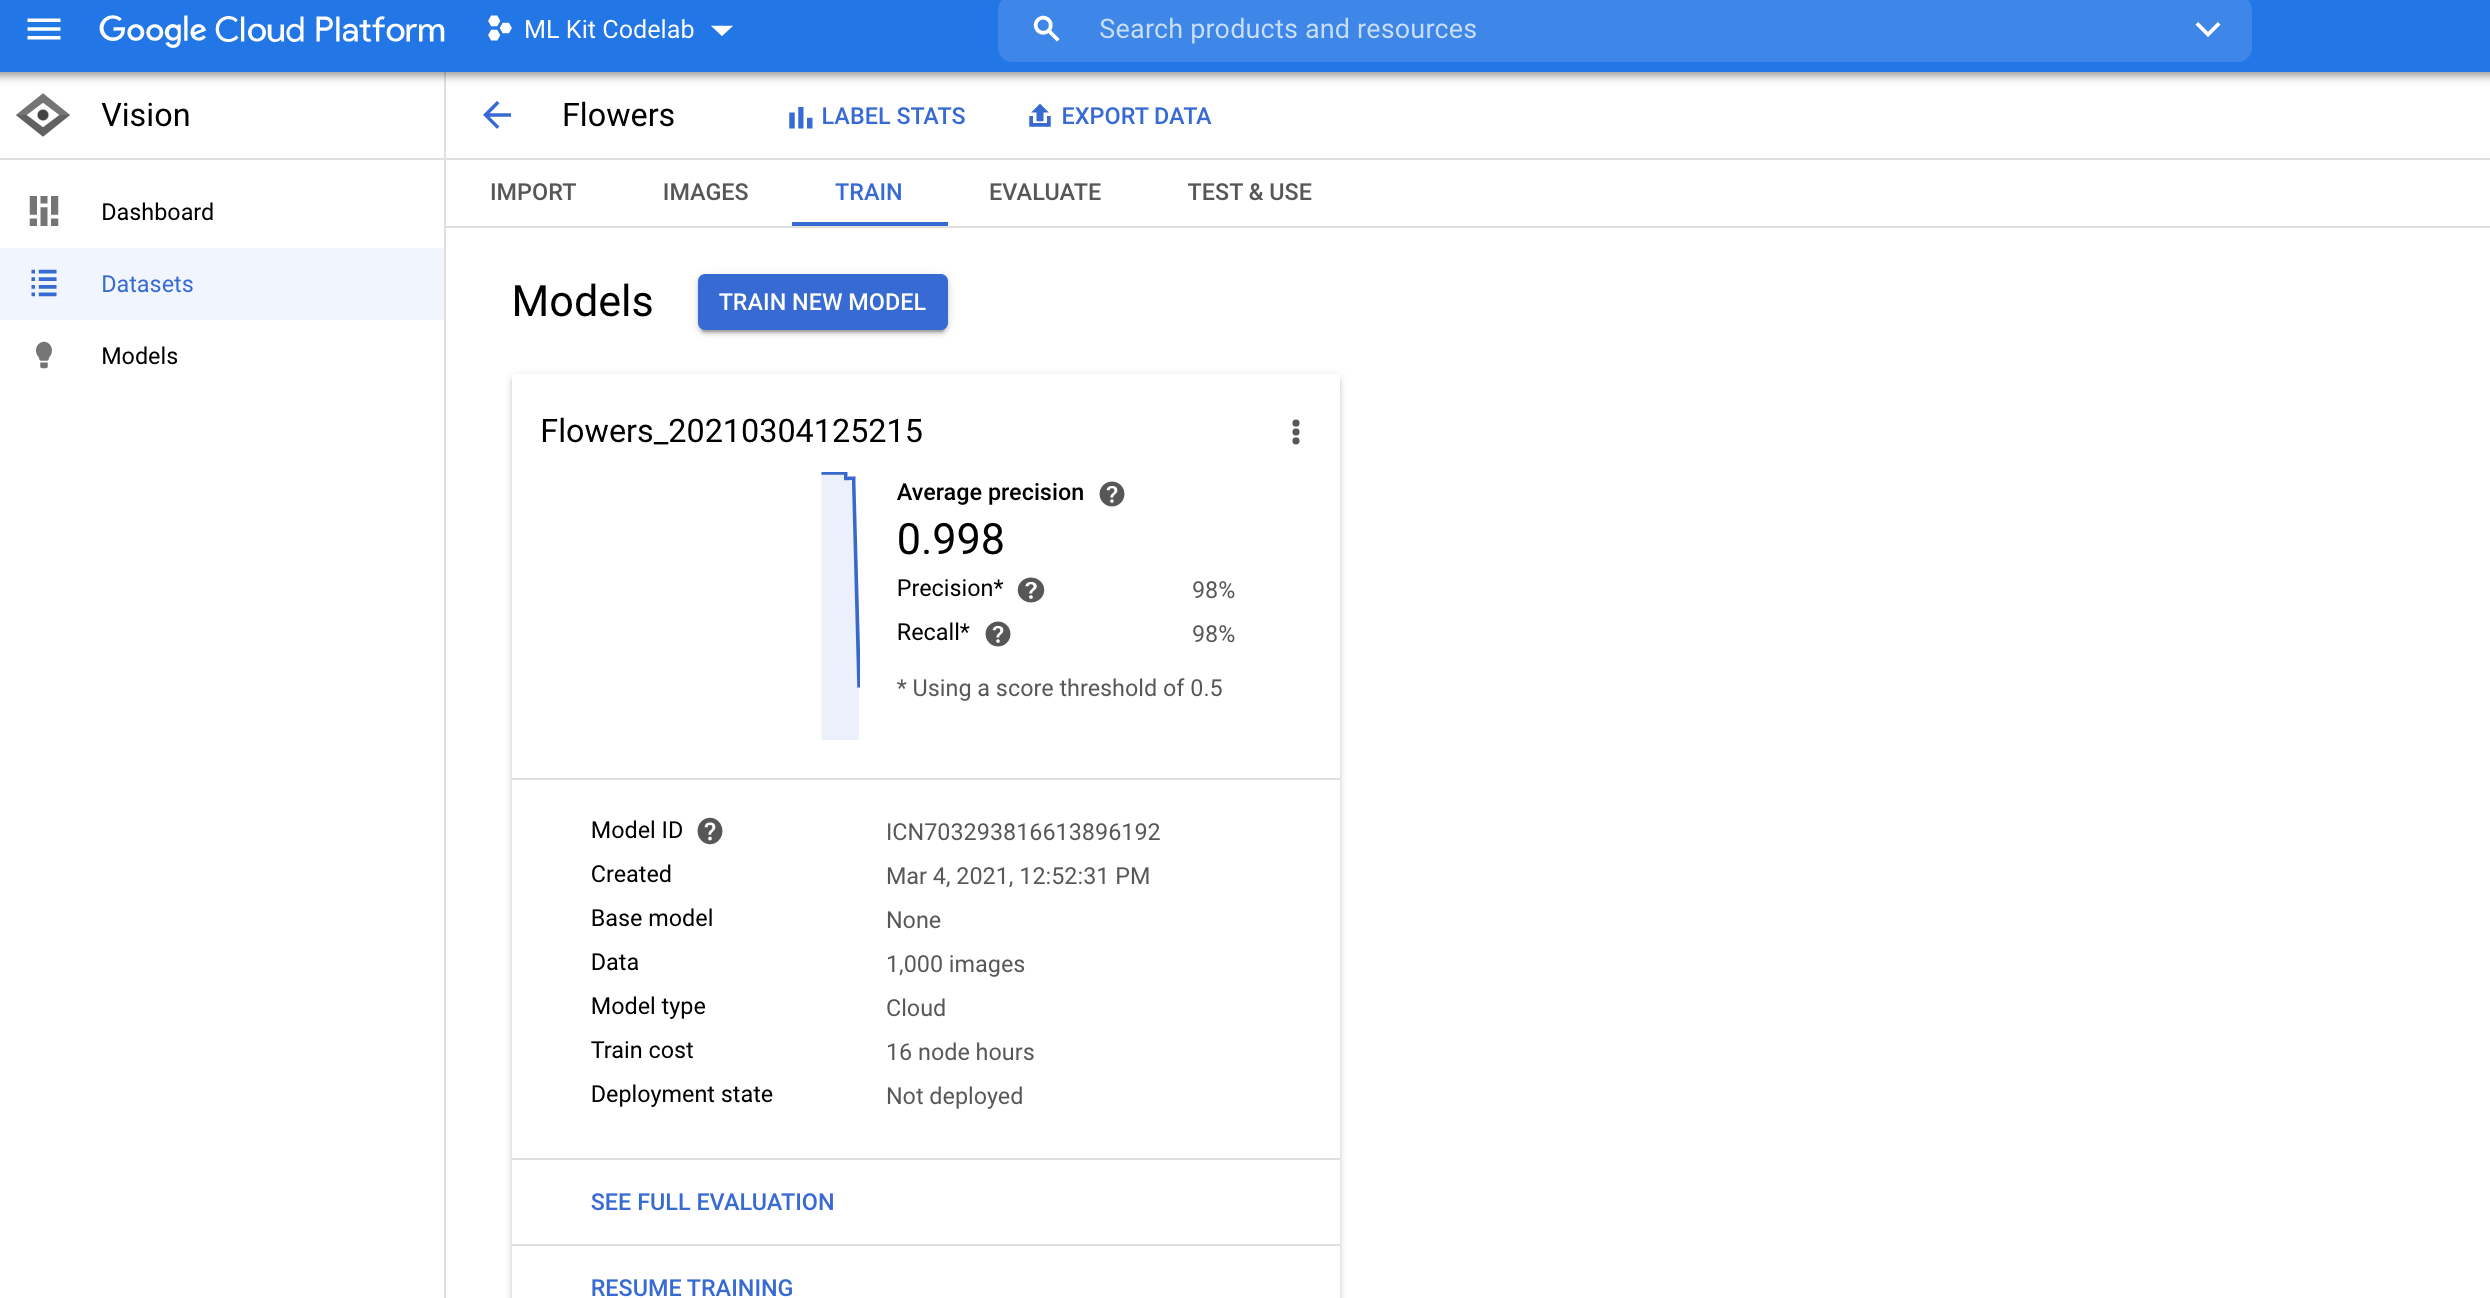 Google Cloud Platform
ML Kit Codelab
Search products and resources
Vision
Flowers
LABEL STATS
EXPORT DATA
Dashboard
Datasets
Models
IMPORT
IMAGES
TRAIN
EVALUATE
TEST & USE
Models
TRAIN NEW MODEL
Flowers_20210304125215
Average precision
0.998
Precision* 98%
Recall* 98%
* Using a score threshold of 0.5
Model ID ICN703293816613896192
Created Mar 4, 2021, 12:52:31 PM
Base model None
Data 1,000 images
Model type Cloud
Train cost 16 node hours
Deployment state Not deployed
SEE FULL EVALUATION
RESUME TRAINING